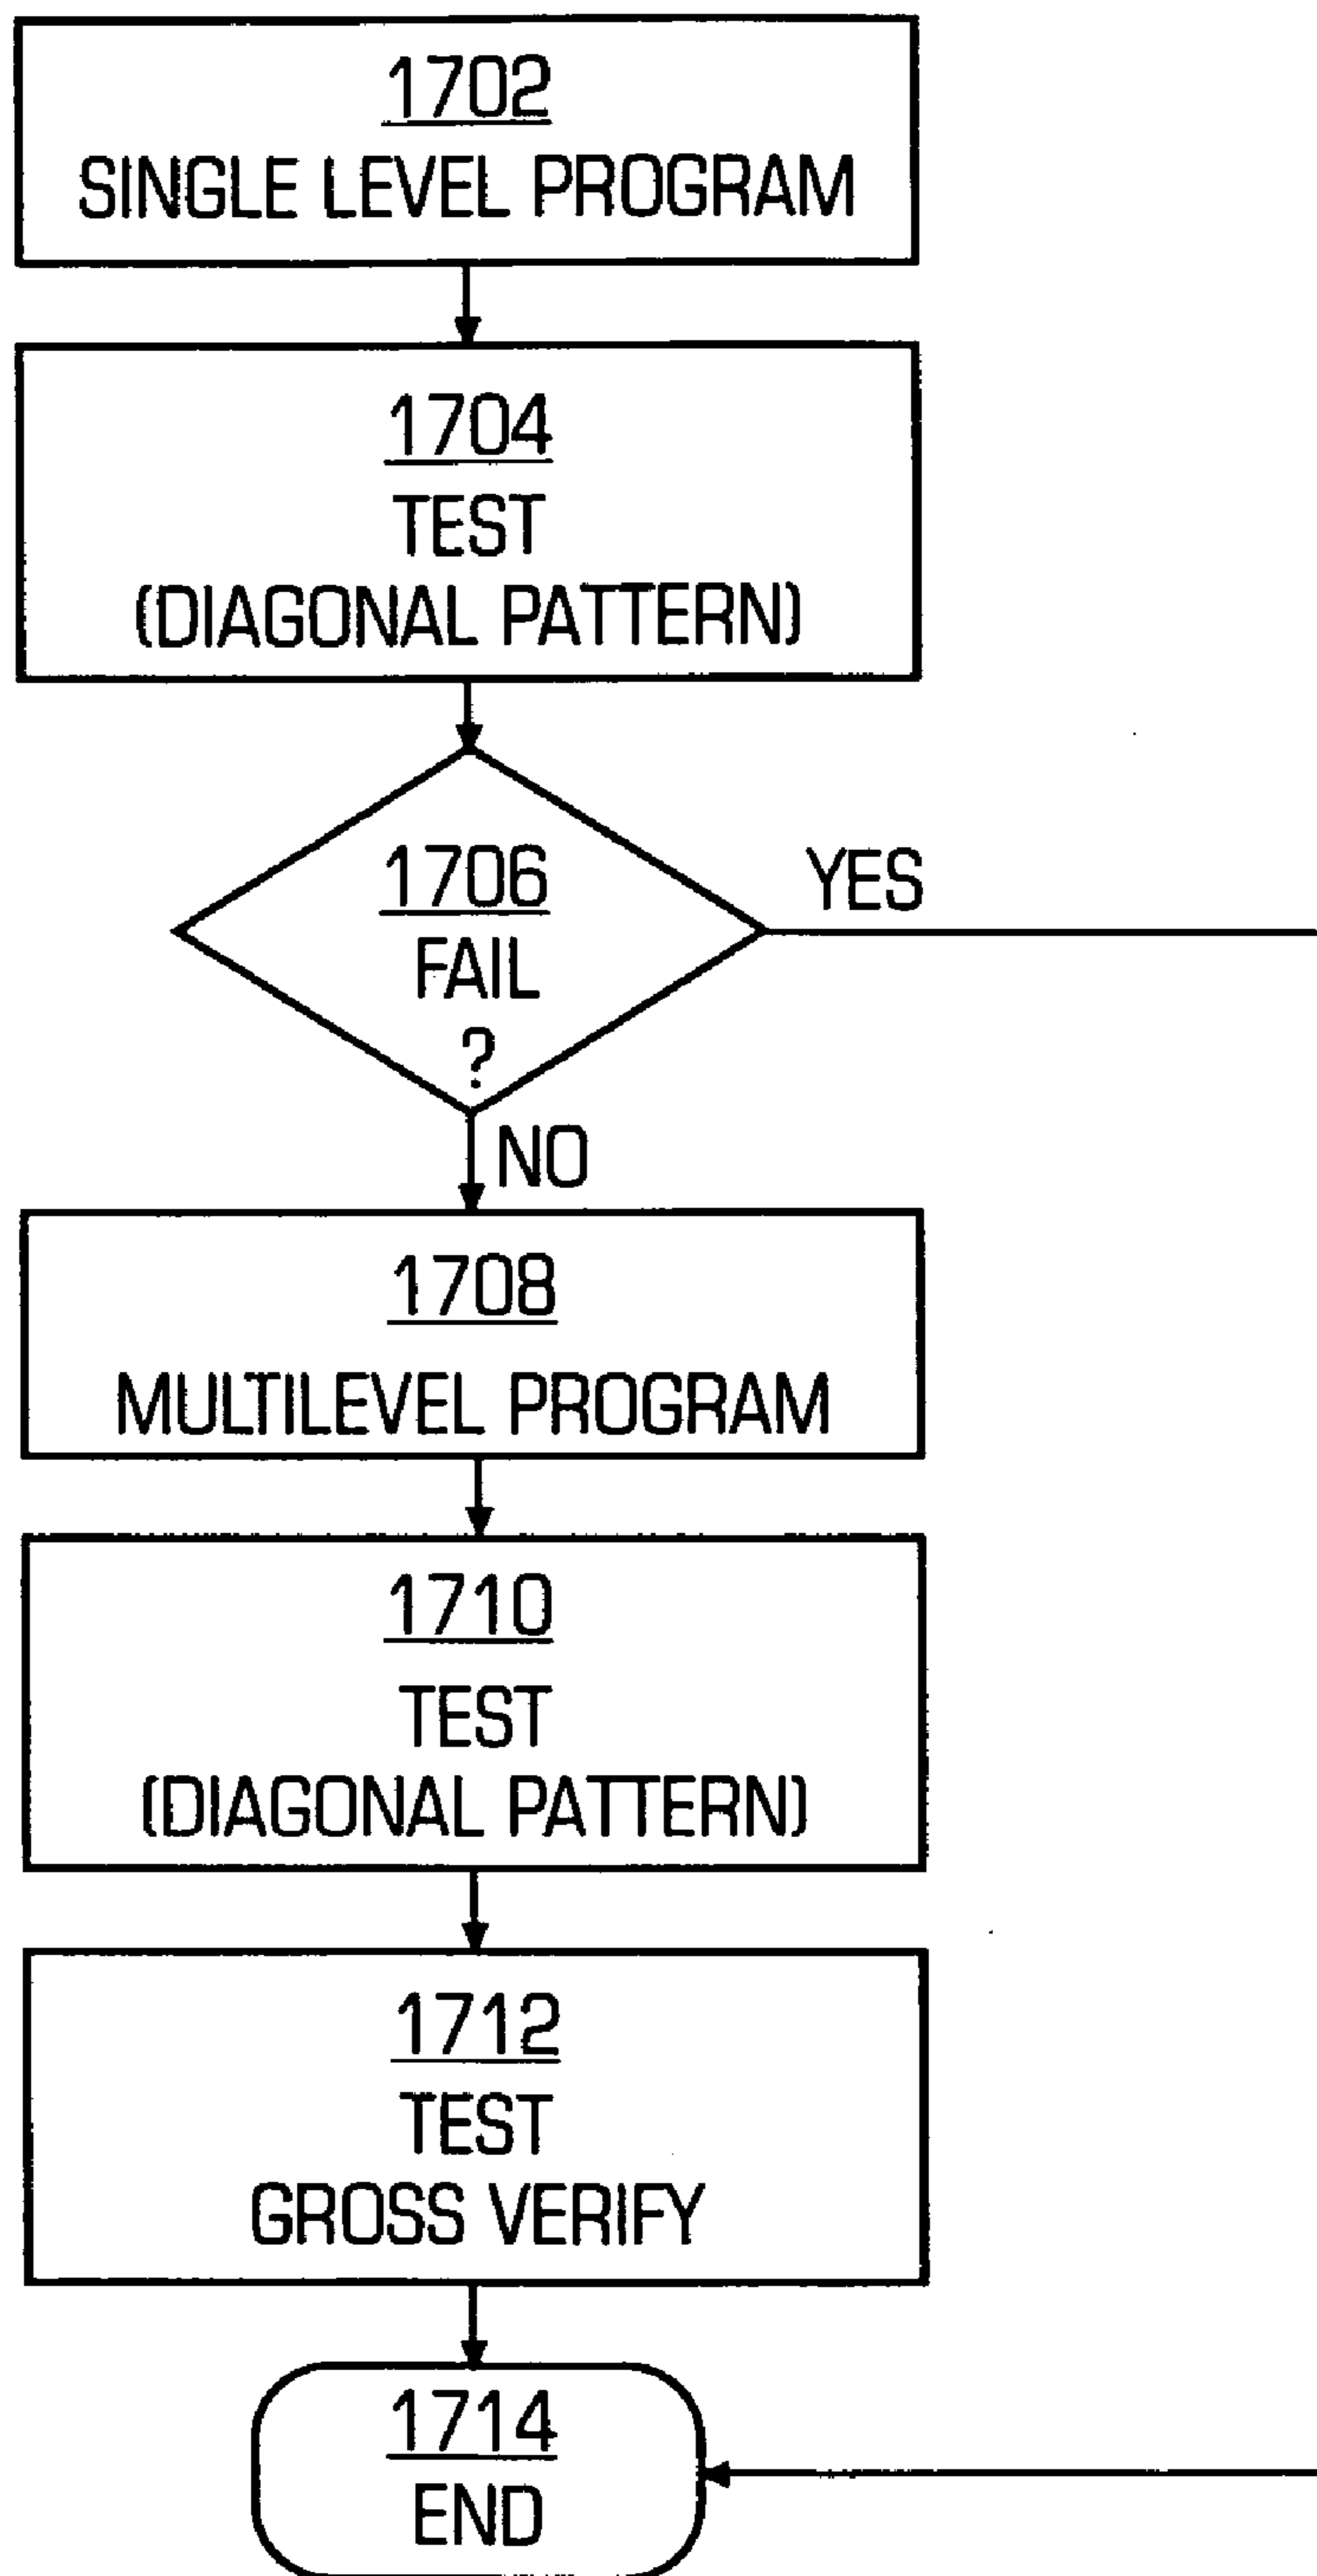 1702
SINGLE LEVEL PROGRAM
1704
TEST
(DIAGONAL PATTERN)
1706
FAIL
?
YES
NO
1708
MULTILEVEL PROGRAM
1710
TEST
(DIAGONAL PATTERN)
1712
TEST
GROSS VERIFY
1714
END